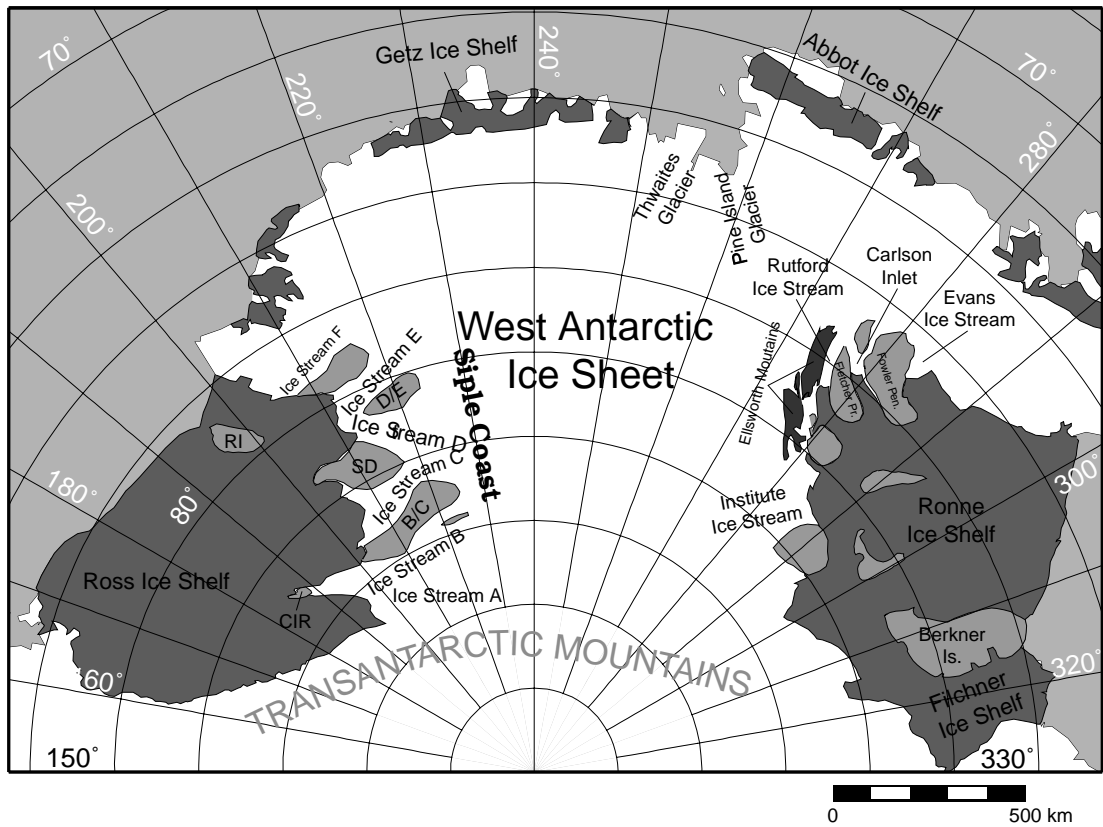 70°
Getz Ice Shelf
240°
Abbot Ice Shelf
70°
220°
280°
200°
Thwaites
Glacier
Pine Island
Glacier
Rutford
Ice Stream
Carlson
Inlet
Evans
Ice Stream
West Antarctic
Ice Sheet
Siple Coast
Ice Stream F
Ice Stream E
D/E
Ellsworth Moutains
Fletcher Pr.
Fowler Pen.
RI
Ice Stream D
SD
Ice Stream C
180°
80°
B/C
Institute
Ice Stream
Ronne
Ice Shelf
300°
Ross Ice Shelf
Ice Stream B
Ice Stream A
CIR
Berkner
Is.
TRANSANTARCTIC MOUNTAINS
160°
320°
Filchner
Ice Shelf
150°
330°
0
500 km